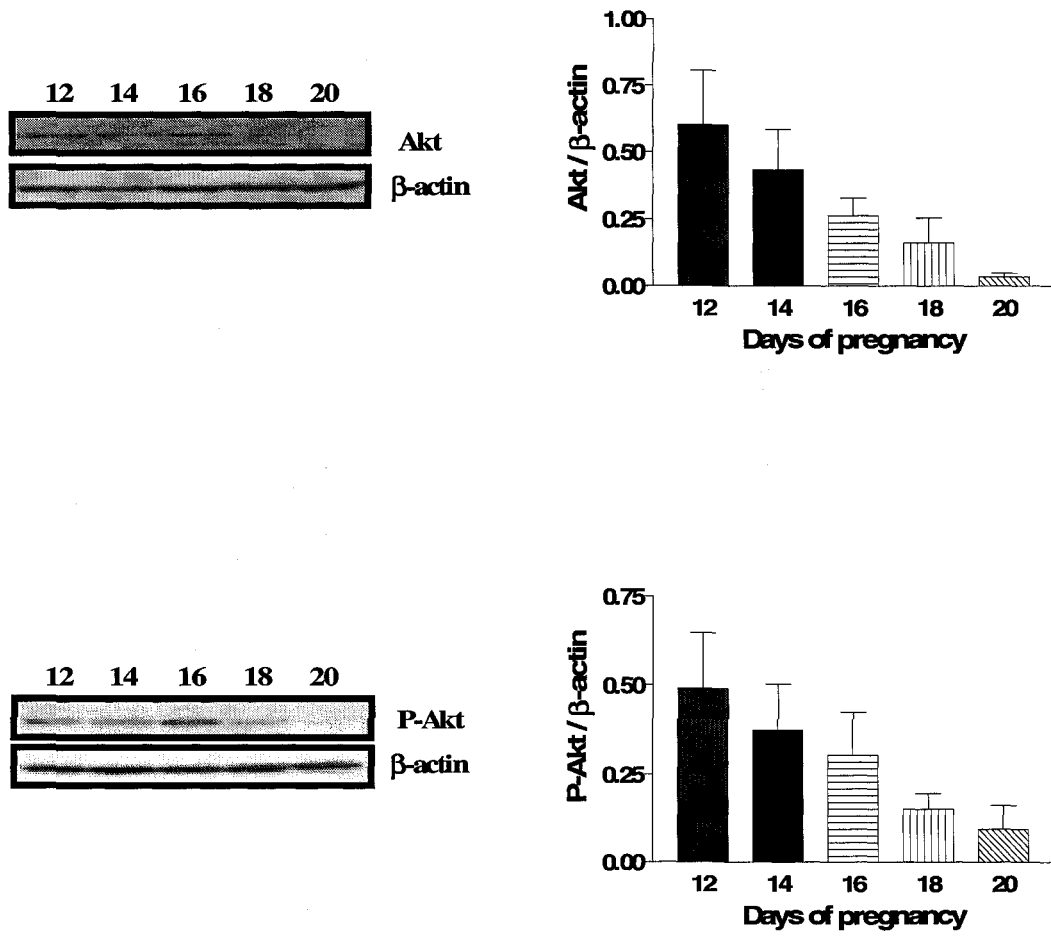 12 14 16 18 20
Akt
β-actin
1.00
0.75
0.50
0.25
0.00
Akt / β-actin
12 14 16 18 20
Days of pregnancy
12 14 16 18 20
P-Akt
β-actin
0.75
0.50
0.25
0.00
P-Akt / β-actin
12 14 16 18 20
Days of pregnancy